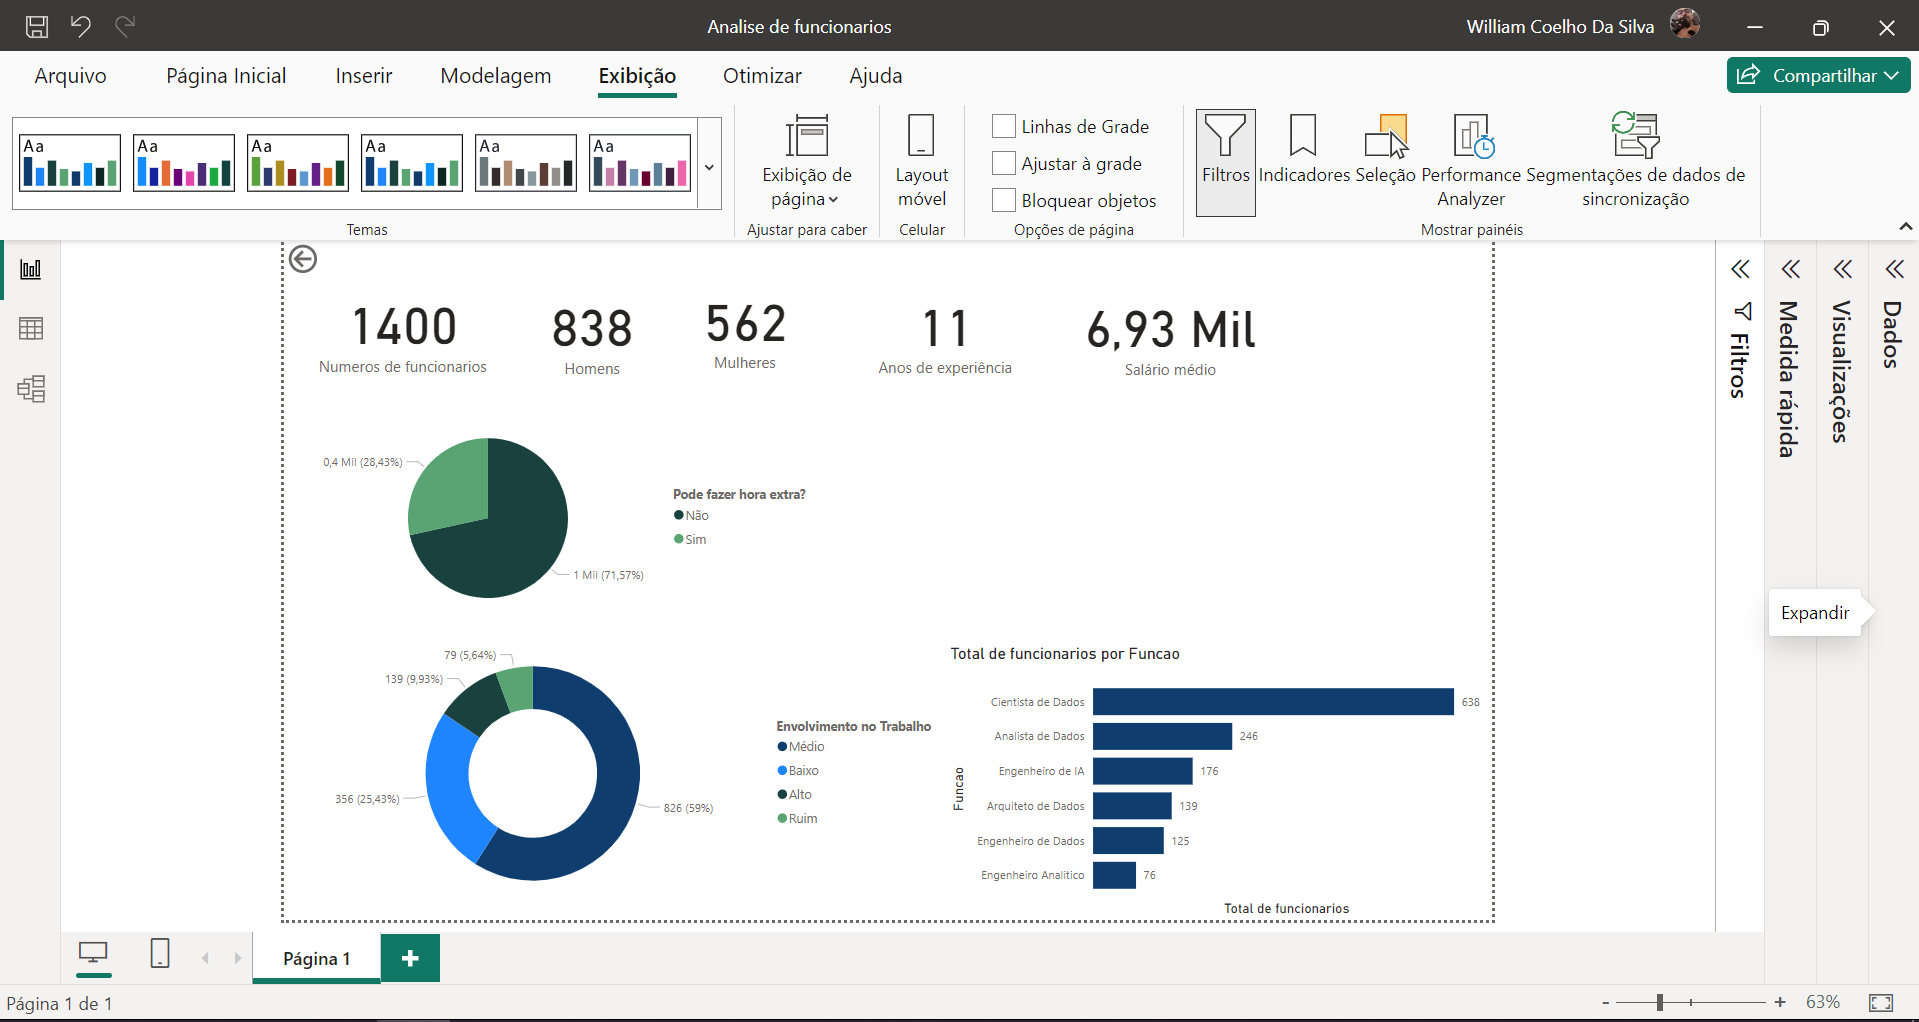 Analise de funcionarios
William Coelho Da Silva
Arquivo
Página Inicial
Inserir
Modelagem
Exibição
Otimizar
Ajuda
Compartilhar
Aa
Aa
Aa
Aa
Aa
Aa
Temas
Exibição de
página
Ajustar para caber
Layout
móvel
Celular
Linhas de Grade
Ajustar à grade
Bloquear objetos
Opções de página
Filtros
Indicadores
Seleção
Performance
Analyzer
Segmentações de dados de
sincronização
Mostrar painéis
1400
Numeros de funcionarios
838
Homens
562
Mulheres
11
Anos de experiência
6,93 Mil
Salário médio
0,4 Mil (28,43%)
1 Mil (71,57%)
Pode fazer hora extra?
Não
Sim
79 (5,64%)
139 (9,93%)
356 (25,43%)
826 (59%)
Envolvimento no Trabalho
Médio
Baixo
Alto
Ruim
Total de funcionarios por Funcao
Funcao
Cientista de Dados
638
Analista de Dados
246
Engenheiro de IA
176
Arquiteto de Dados
139
Engenheiro de Dados
125
Engenheiro Analítico
76
Total de funcionarios
Filtros
Medida rápida
Visualizações
Dados
Expandir
Página 1
+
Página 1 de 1
- + 63%